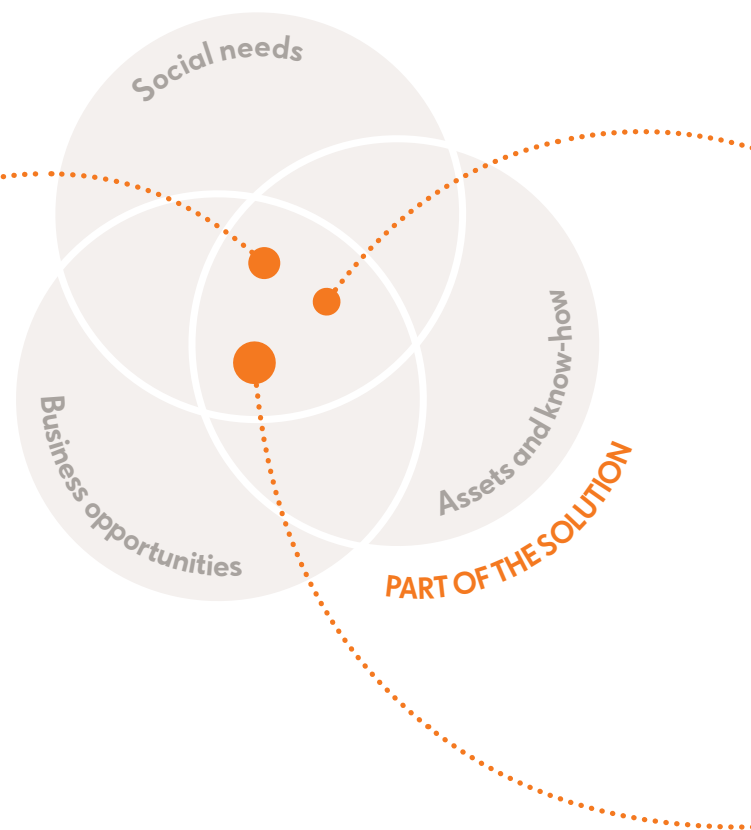 Social needs
Assets and know-how
Business opportunities
PART OF THE SOLUTION